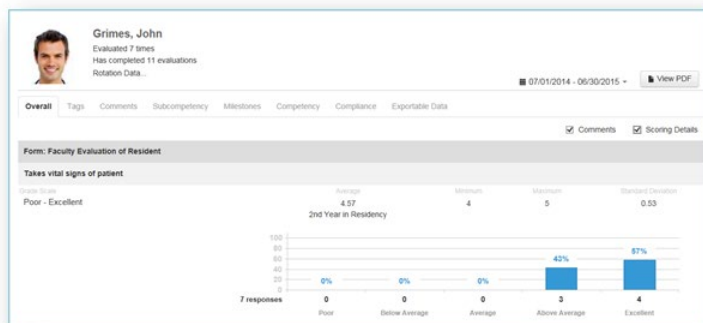 Grimes, John
Evaluated 7 times
Has completed 11 evaluations
Rotation Data...
07/01/2014 - 06/30/2015
View PDF
Overall Tags Comments Subcompetency Milestones Competency Compliance Exportable Data
Comments Scoring Details
Form: Faculty Evaluation of Resident
Takes vital signs of patient
Grade Scale Average Minimum Maximum Standard Deviation
Poor - Excellent 4.57 4 5 0.53
2nd Year in Residency
100
80
60
40
20
0
0% 0% 0% 43% 57%
7 responses 0 0 0 3 4
Poor Below Average Average Above Average Excellent